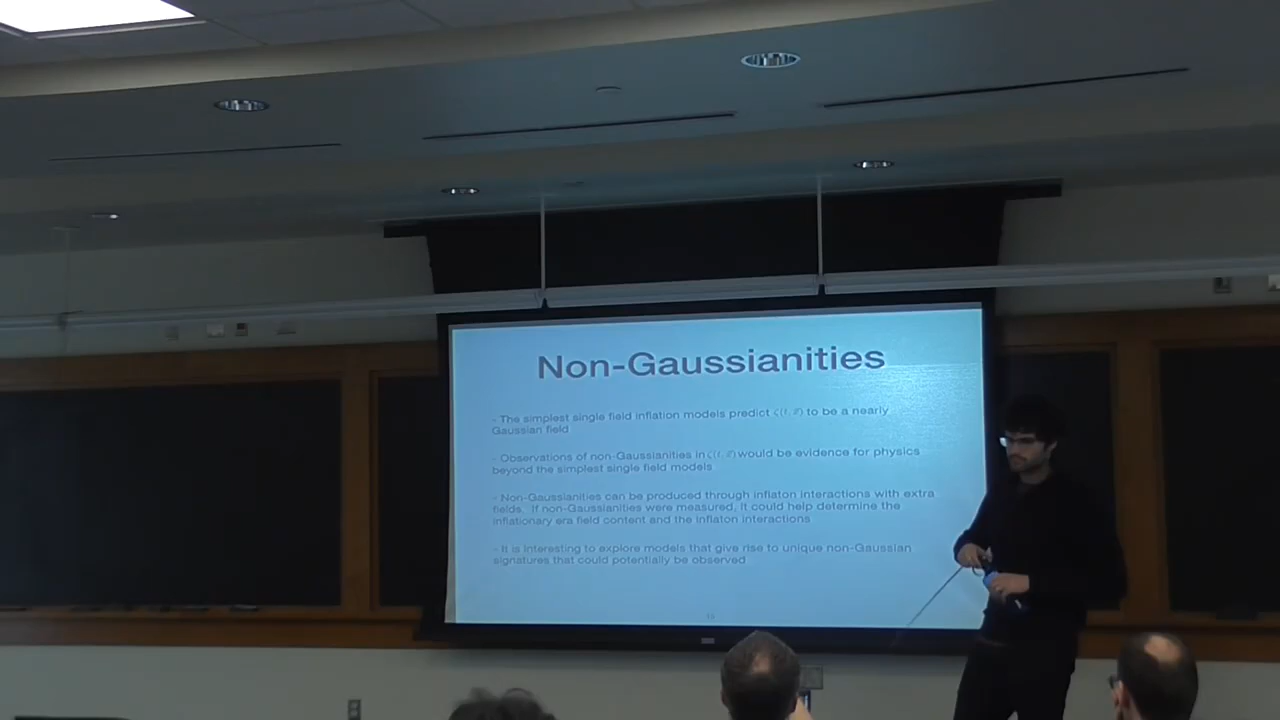 Non-Gaussianities
- The simplest single field inflation models predict ζ(t, x⃗) to be a nearly
Gaussian field
- Observations of non-Gaussianities in ζ(t, x⃗) would be evidence for physics
beyond the simplest single field models
- Non-Gaussianities can be produced through inflaton interactions with extra
fields. If non-Gaussianities were measured, it could help determine the
inflationary era field content and the inflaton interactions
- It is interesting to explore models that give rise to unique non-Gaussian
signatures that could potentially be observed